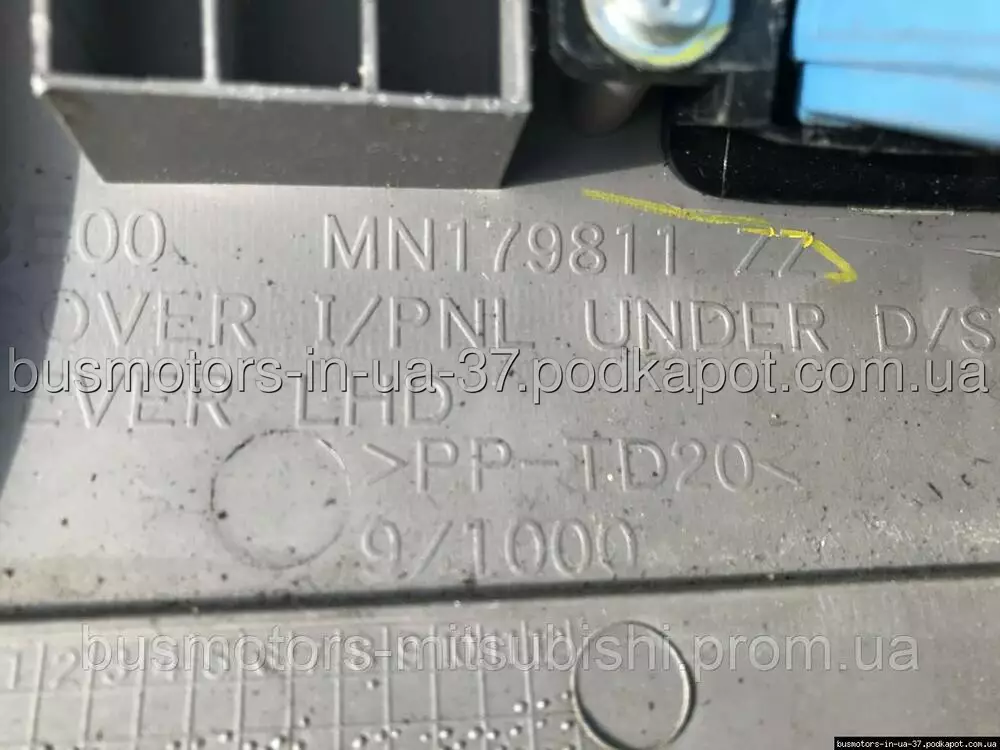 00 MN179811 ZZ
OVER I/PNL UNDER D/S
busmotors-in-ua-37.podkapot.com.ua
EVER LHD
>PP-TD20<
9/1000
busmotors-mitsubishi.prom.ua
busmotors-in-ua-37.podkapot.com.ua